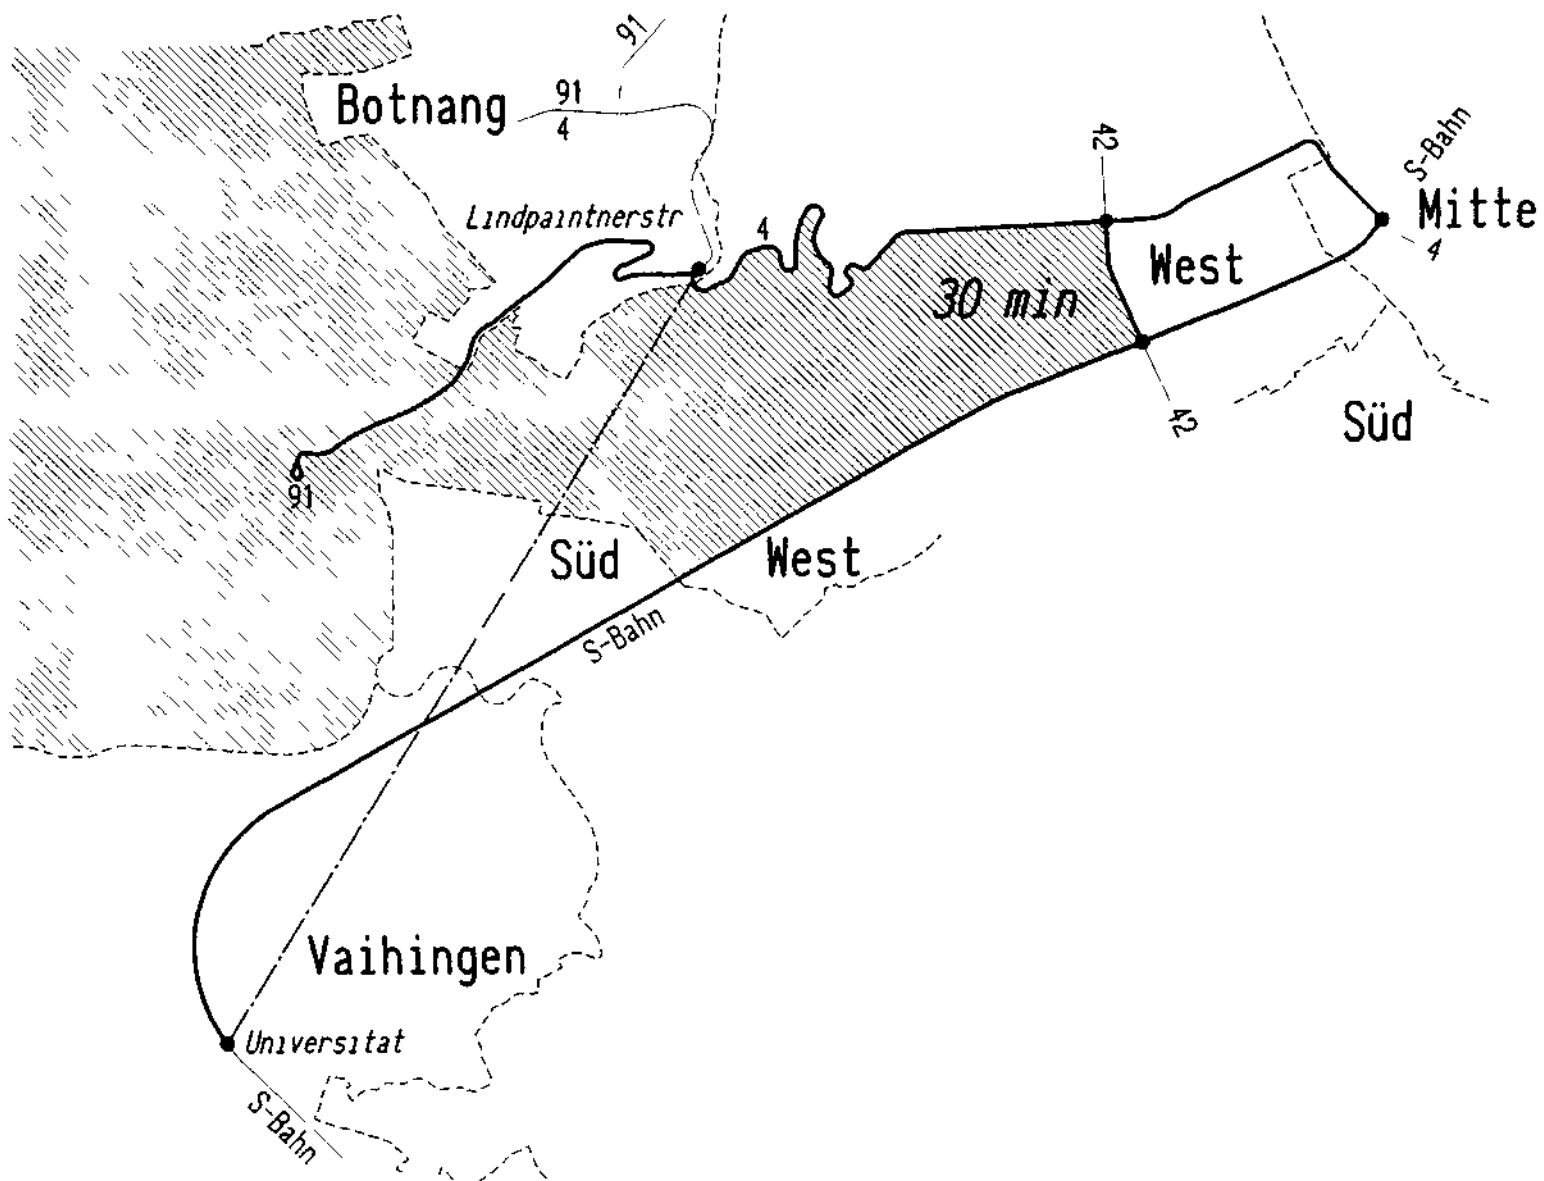 91
Botnang
91
4
42
S-Bahn
Lindpaintnerstr
4
Mitte
4
West
30 min
42
Süd
91
Süd
West
S-Bahn
Vaihingen
Universitat
S-Bahn